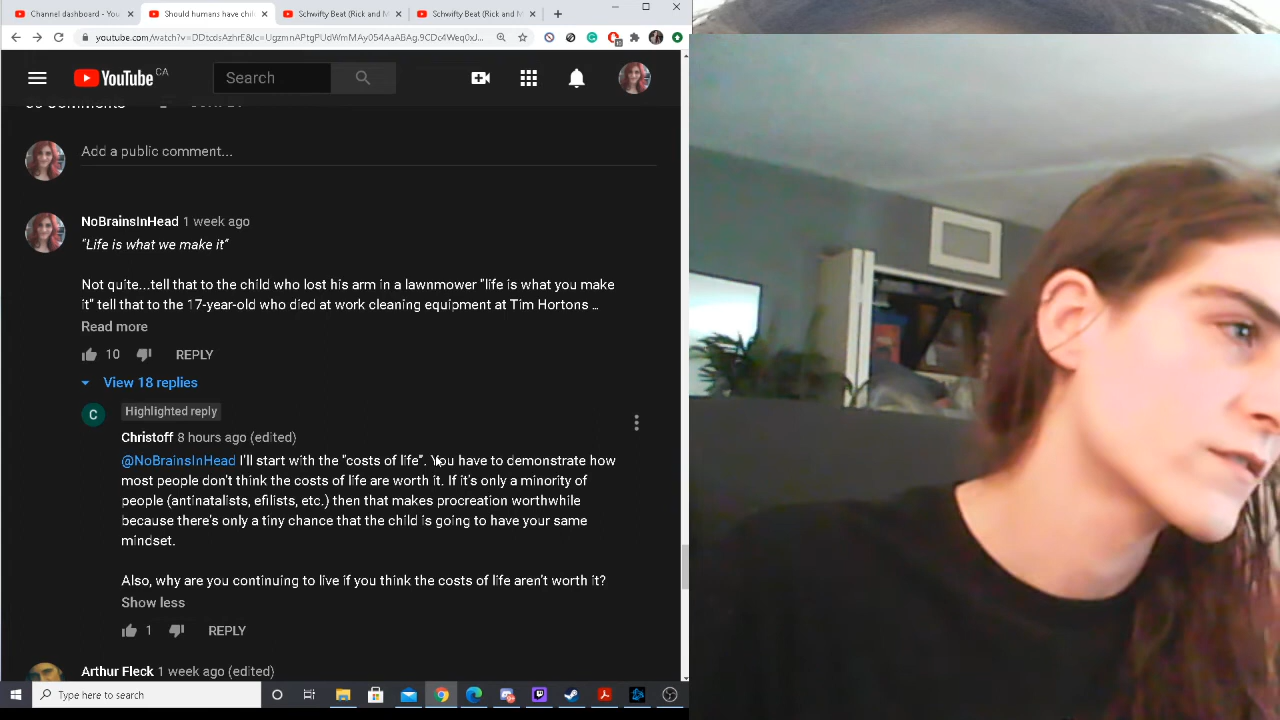 Channel dashboard - You
Should humans have chil
Schwifty Beat (Rick and M
Schwifty Beat (Rick and M
youtube.com/watch?v=DDtcdsAzhrE&lc=UgzmnAPtgPUdWmMAy054AaABAg.9CDc4Weq0xJ...
YouTube CA
Search
Add a public comment...
NoBrainsInHead 1 week ago
"Life is what we make it"
Not quite...tell that to the child who lost his arm in a lawnmower "life is what you make
it" tell that to the 17-year-old who died at work cleaning equipment at Tim Hortons ...
Read more
10 REPLY
View 18 replies
C Highlighted reply
Christoff 8 hours ago (edited)
@NoBrainsInHead I'll start with the "costs of life". You have to demonstrate how
most people don't think the costs of life are worth it. If it's only a minority of
people (antinatalists, efilists, etc.) then that makes procreation worthwhile
because there's only a tiny chance that the child is going to have your same
mindset.
Also, why are you continuing to live if you think the costs of life aren't worth it?
Show less
1 REPLY
Arthur Fleck 1 week ago (edited)
Type here to search